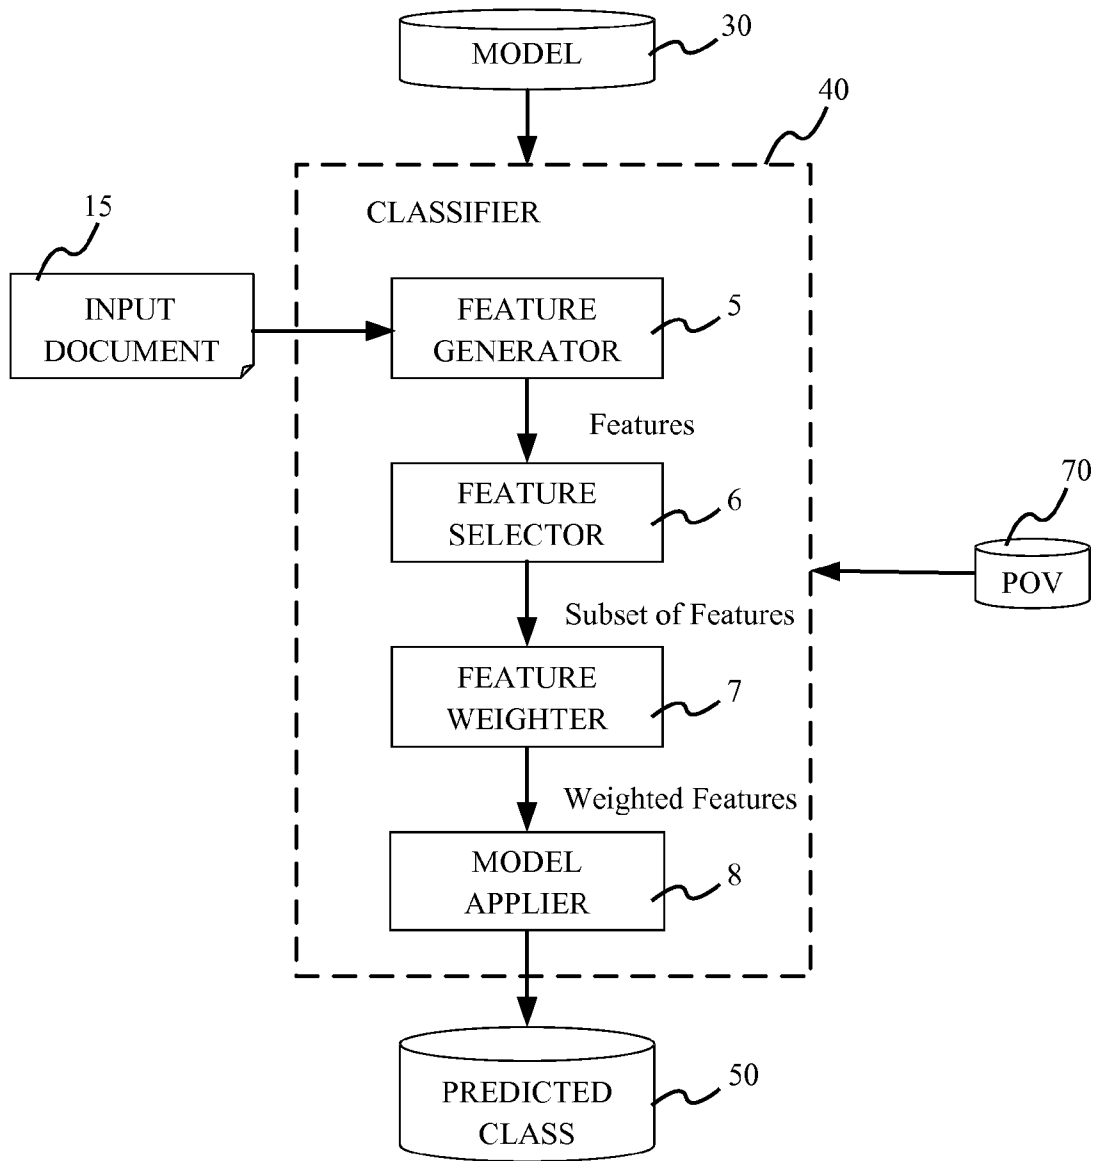 30
MODEL
40
15
CLASSIFIER
INPUT
DOCUMENT
FEATURE
GENERATOR
5
Features
FEATURE
SELECTOR
6
70
POV
Subset of Features
FEATURE
WEIGHTER
7
Weighted Features
MODEL
APPLIER
8
PREDICTED
CLASS
50